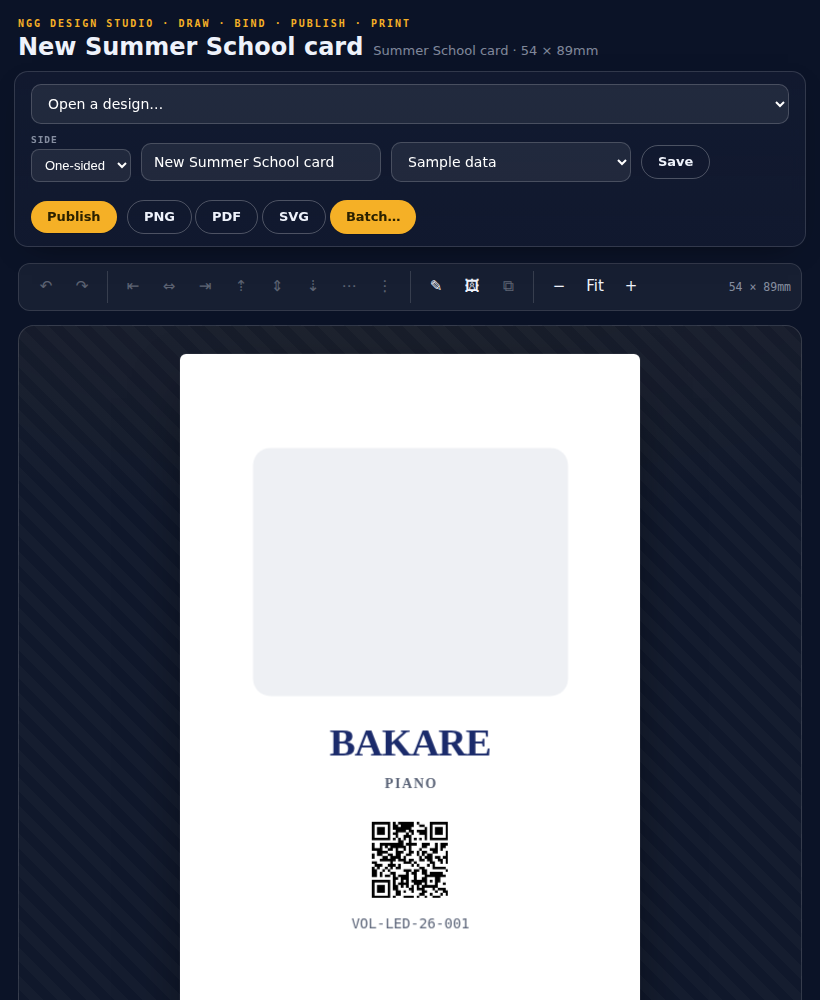 NGG DESIGN STUDIO · DRAW · BIND · PUBLISH · PRINT
New Summer School card Summer School card · 54 × 89mm
Open a design…
SIDE
One-sided New Summer School card Sample data Save
Publish PNG PDF SVG Batch…
Fit 54 × 89mm
BAKARE
PIANO
VOL-LED-26-001